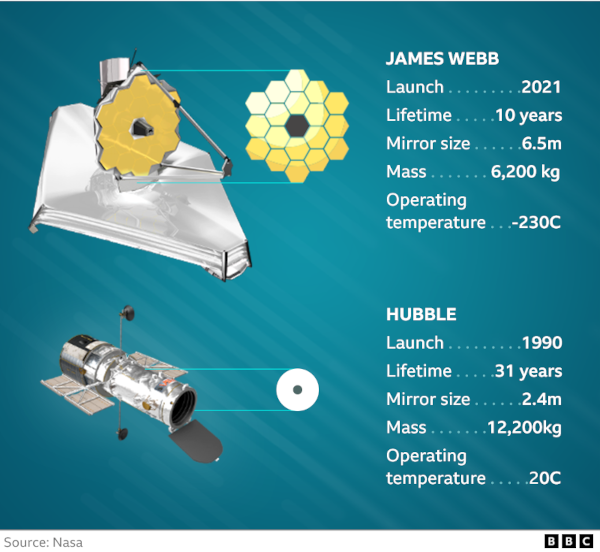 JAMES WEBB
Launch . . . . . . . . . 2021
Lifetime . . . . . 10 years
Mirror size . . . . . . 6.5m
Mass . . . . . . . 6,200 kg
Operating
temperature . . . -230C
HUBBLE
Launch . . . . . . . . . 1990
Lifetime . . . . . 31 years
Mirror size . . . . . . 2.4m
Mass . . . . . . . 12,200kg
Operating
temperature . . . . . 20C
Source: Nasa
BBC